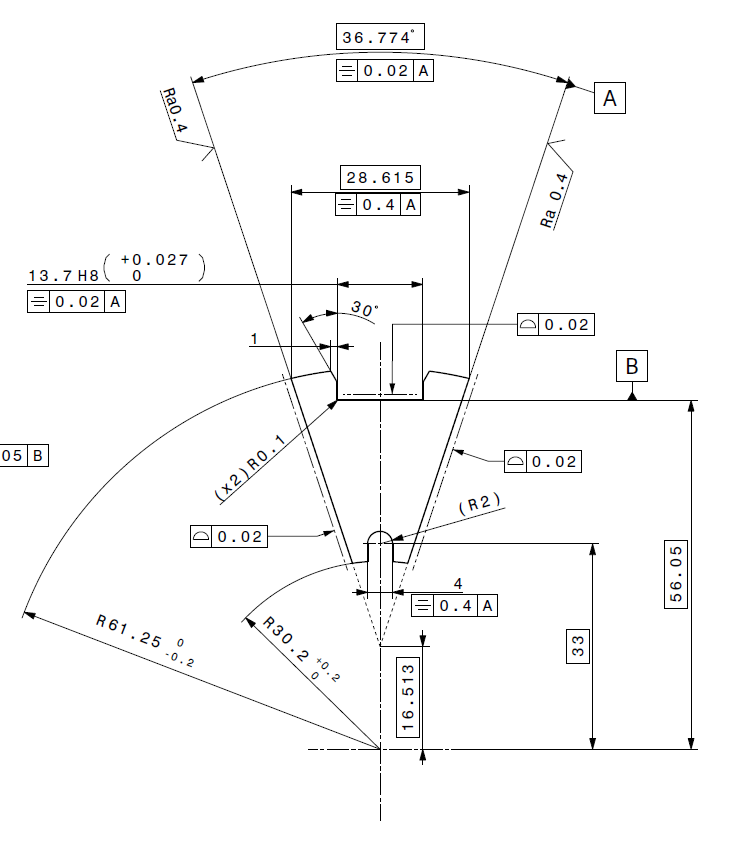 36.774°
⌯ 0.02 A
A
Ra0.4
Ra 0.4
28.615
⌯ 0.4 A
13.7 H8 ( +0.027 0 )
⌯ 0.02 A
30°
⌓ 0.02
1
B
05 B
(x2)R0.1
⌓ 0.02
(R2)
⌓ 0.02
4
⌯ 0.4 A
56.05
R61.25 0 -0.2
R30.2 +0.2 0
33
16.513